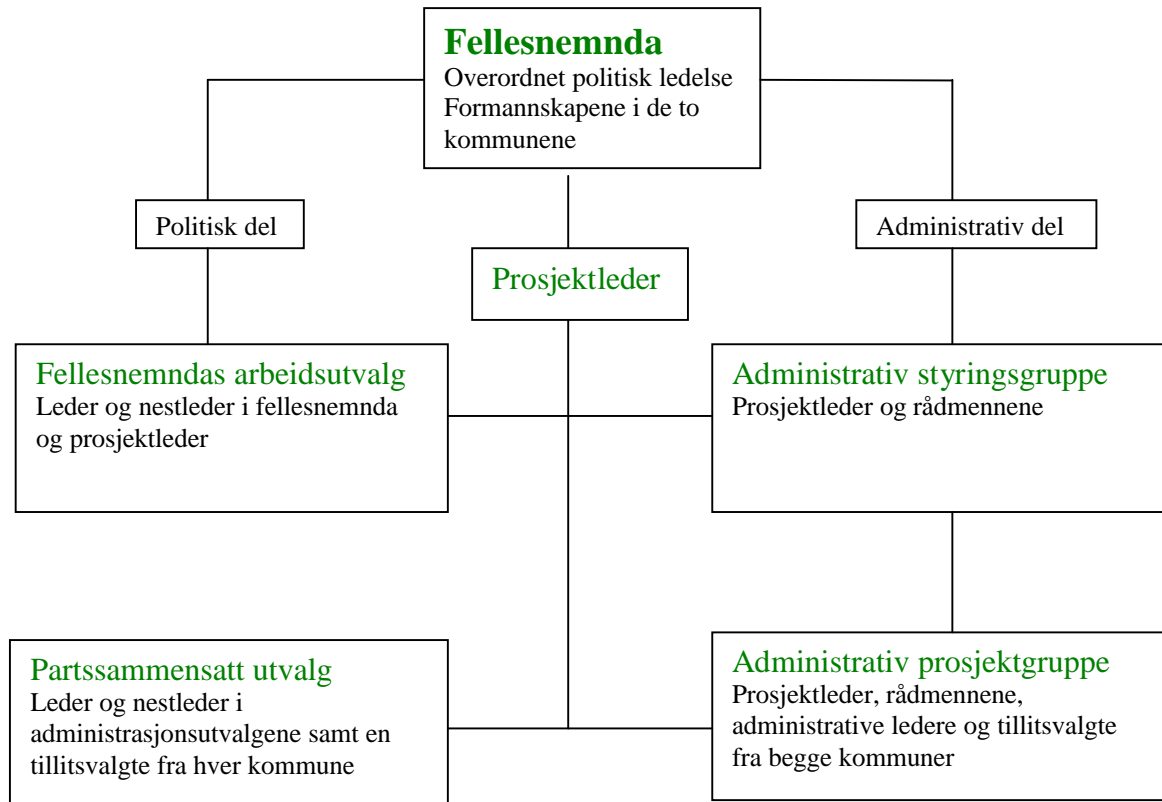 Fellesnemnda
Overordnet politisk ledelse
Formannskapene i de to
kommunene
Politisk del
Administrativ del
Prosjektleder
Fellesnemndas arbeidsutvalg
Leder og nestleder i fellesnemnda
og prosjektleder
Administrativ styringsgruppe
Prosjektleder og rådmennene
Partssammensatt utvalg
Leder og nestleder i
administrasjonsutvalgene samt en
tillitsvalgte fra hver kommune
Administrativ prosjektgruppe
Prosjektleder, rådmennene,
administrative ledere og tillitsvalgte
fra begge kommuner